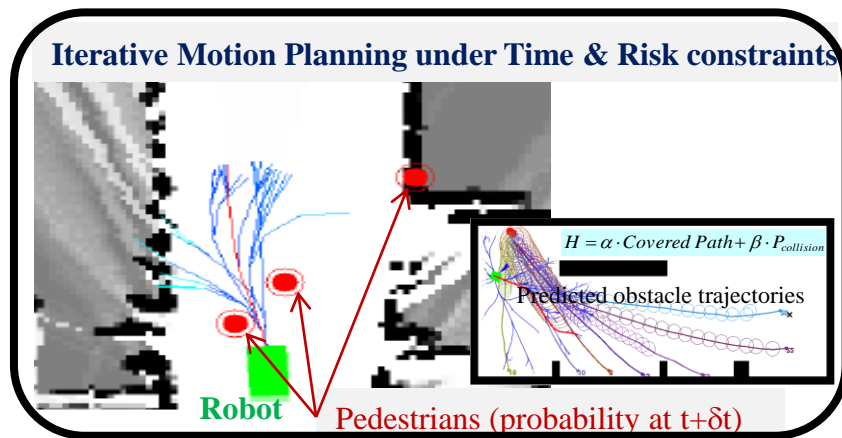 Iterative Motion Planning under Time & Risk constraints
H = α · Covered Path + β · P_collision
Predicted obstacle trajectories
Robot
Pedestrians (probability at t+δt)